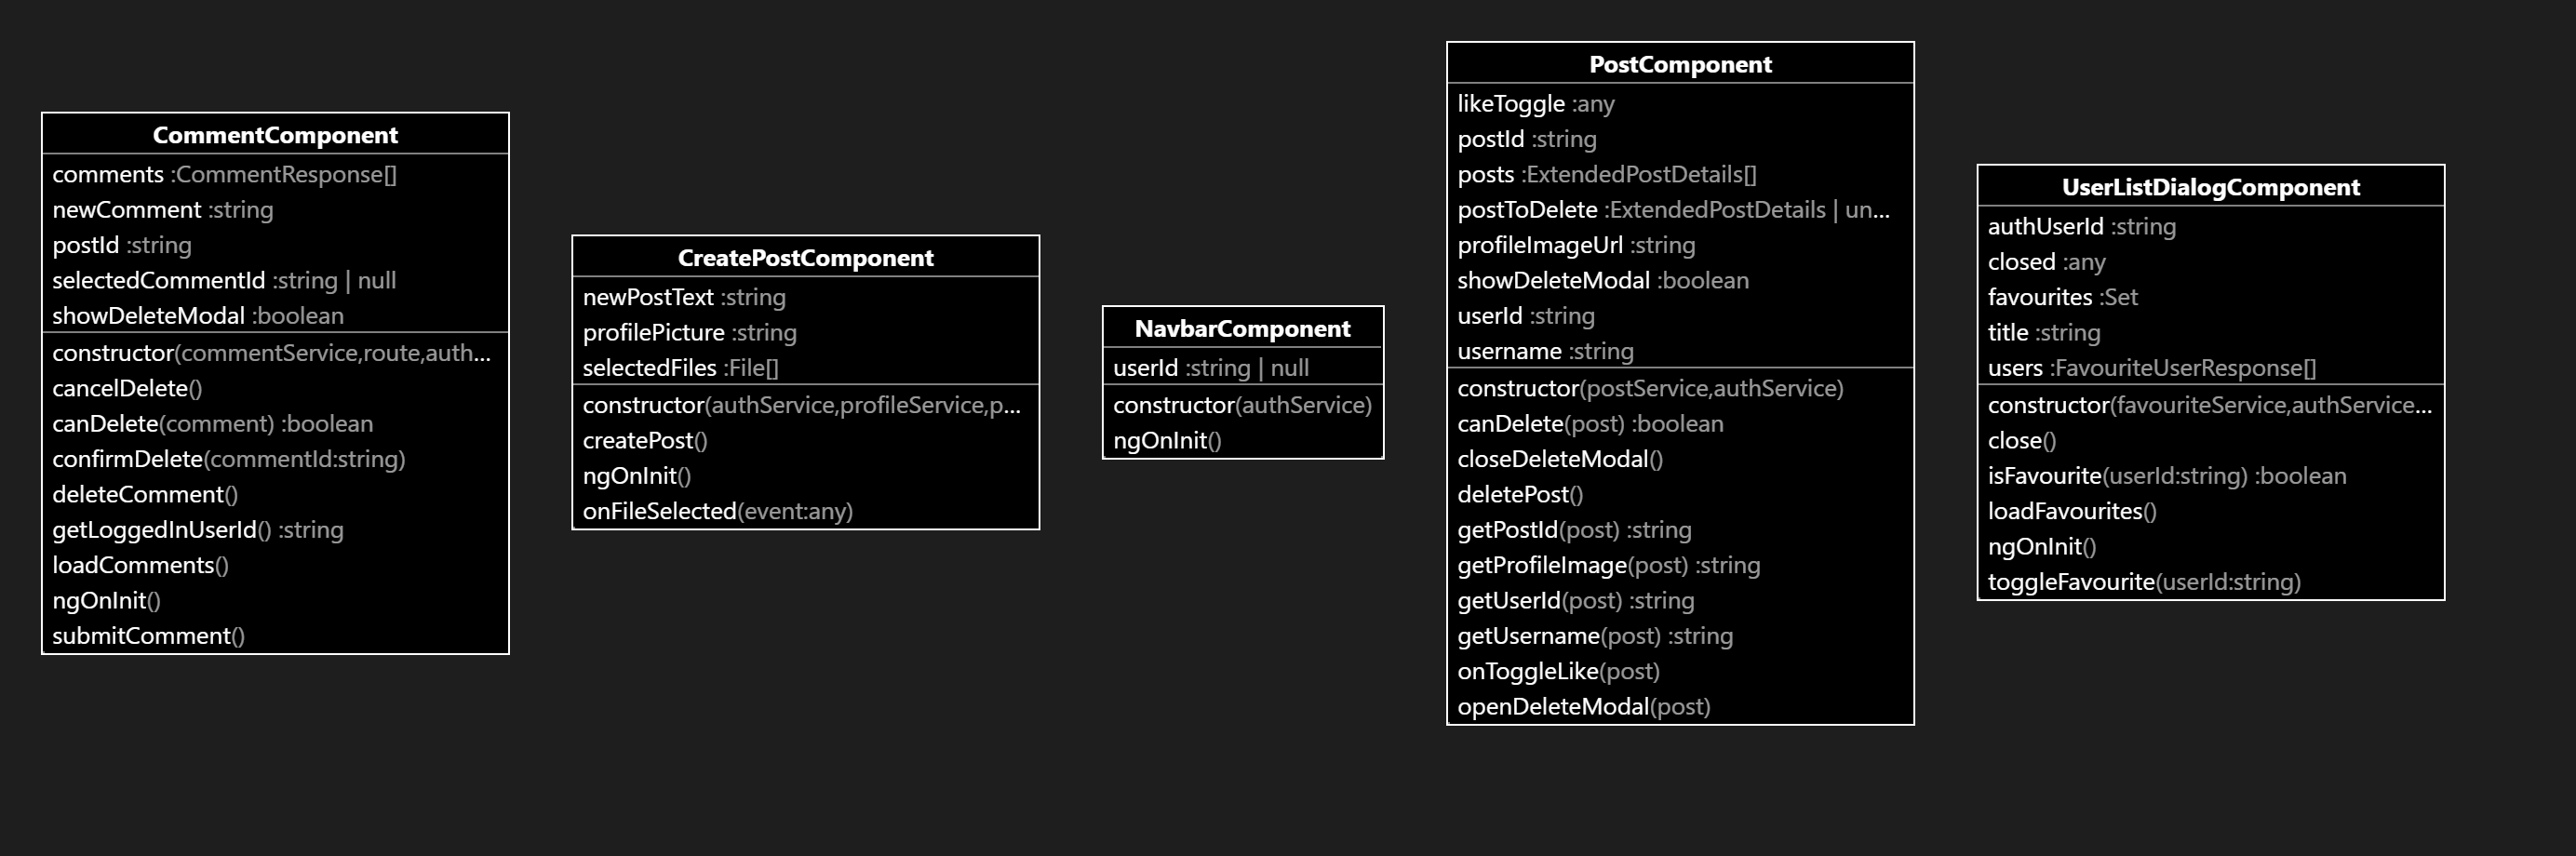 CommentComponent
comments :CommentResponse[]
newComment :string
postId :string
selectedCommentId :string | null
showDeleteModal :boolean
constructor(commentService,route,auth...
cancelDelete()
canDelete(comment) :boolean
confirmDelete(commentId:string)
deleteComment()
getLoggedInUserId() :string
loadComments()
ngOnInit()
submitComment()
CreatePostComponent
newPostText :string
profilePicture :string
selectedFiles :File[]
constructor(authService,profileService,p...
createPost()
ngOnInit()
onFileSelected(event:any)
NavbarComponent
userId :string | null
constructor(authService)
ngOnInit()
PostComponent
likeToggle :any
postId :string
posts :ExtendedPostDetails[]
postToDelete :ExtendedPostDetails | un...
profileImageUrl :string
showDeleteModal :boolean
userId :string
username :string
constructor(postService,authService)
canDelete(post) :boolean
closeDeleteModal()
deletePost()
getPostId(post) :string
getProfileImage(post) :string
getUserId(post) :string
getUsername(post) :string
onToggleLike(post)
openDeleteModal(post)
UserListDialogComponent
authUserId :string
closed :any
favourites :Set
title :string
users :FavouriteUserResponse[]
constructor(favouriteService,authService...
close()
isFavourite(userId:string) :boolean
loadFavourites()
ngOnInit()
toggleFavourite(userId:string)